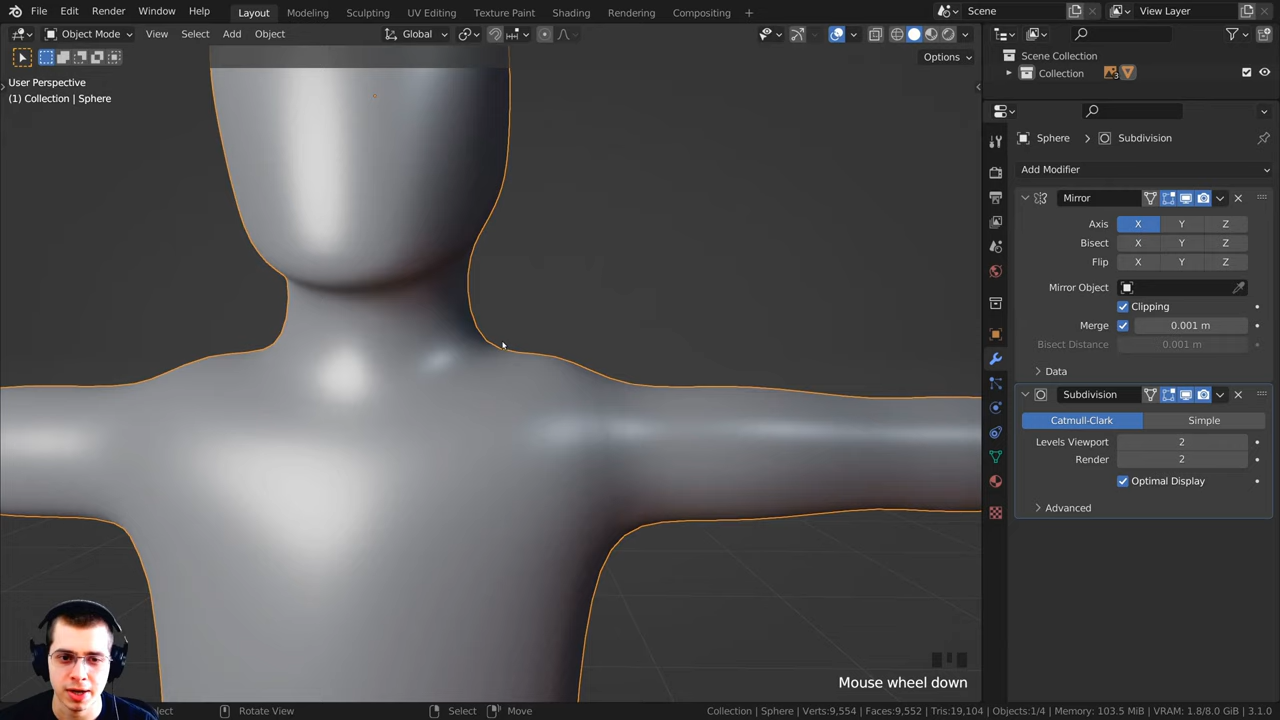 File Edit Render Window Help Layout Modeling Sculpting UV Editing Texture Paint Shading Rendering Compositing + Scene View Layer
Object Mode View Select Add Object Global
Options
User Perspective
(1) Collection | Sphere
Scene Collection
Collection 3
Sphere > Subdivision
Add Modifier
Mirror
Axis X Y Z
Bisect X Y Z
Flip X Y Z
Mirror Object
Clipping
Merge 0.001 m
Bisect Distance 0.001 m
Data
Subdivision
Catmull-Clark Simple
Levels Viewport 2
Render 2
Optimal Display
Advanced
Mouse wheel down
Rotate View Select Move Collection | Sphere | Verts:9,554 | Faces:9,552 | Tris:19,104 | Objects:1/4 | Memory: 103.5 MiB | VRAM: 1.8/8.0 GiB | 3.1.0